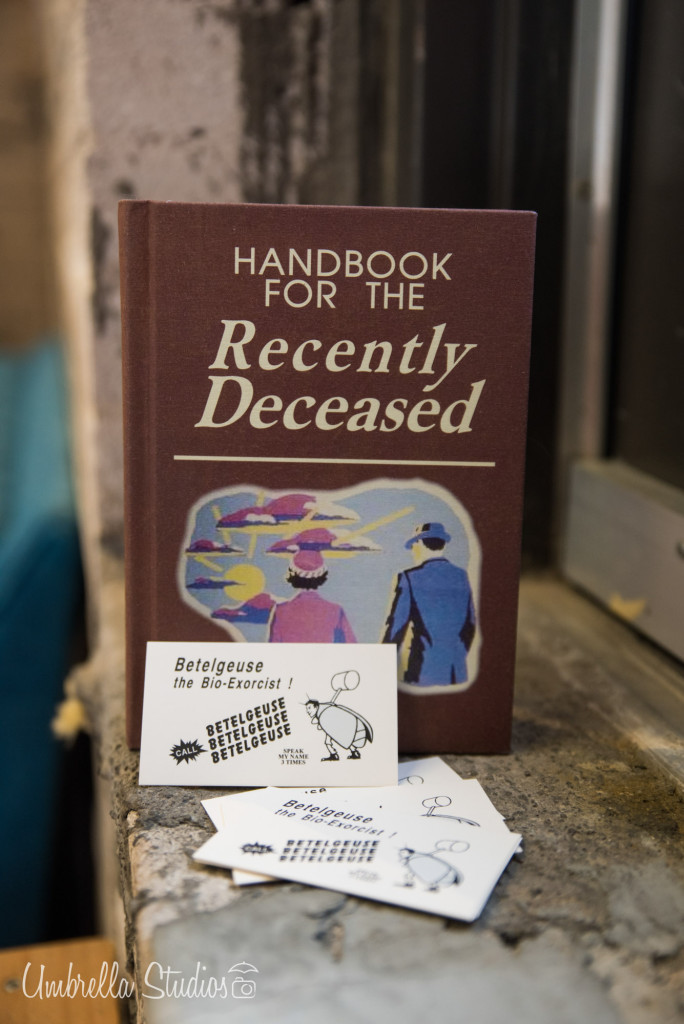 HANDBOOK
FOR THE
Recently
Deceased
Betelgeuse
the Bio-Exorcist !
CALL
BETELGEUSE
BETELGEUSE
BETELGEUSE
SPEAK
MY NAME
3 TIMES
Betelgeuse
the Bio-Exorcist !
CALL
BETELGEUSE
BETELGEUSE
BETELGEUSE
Umbrella Studios